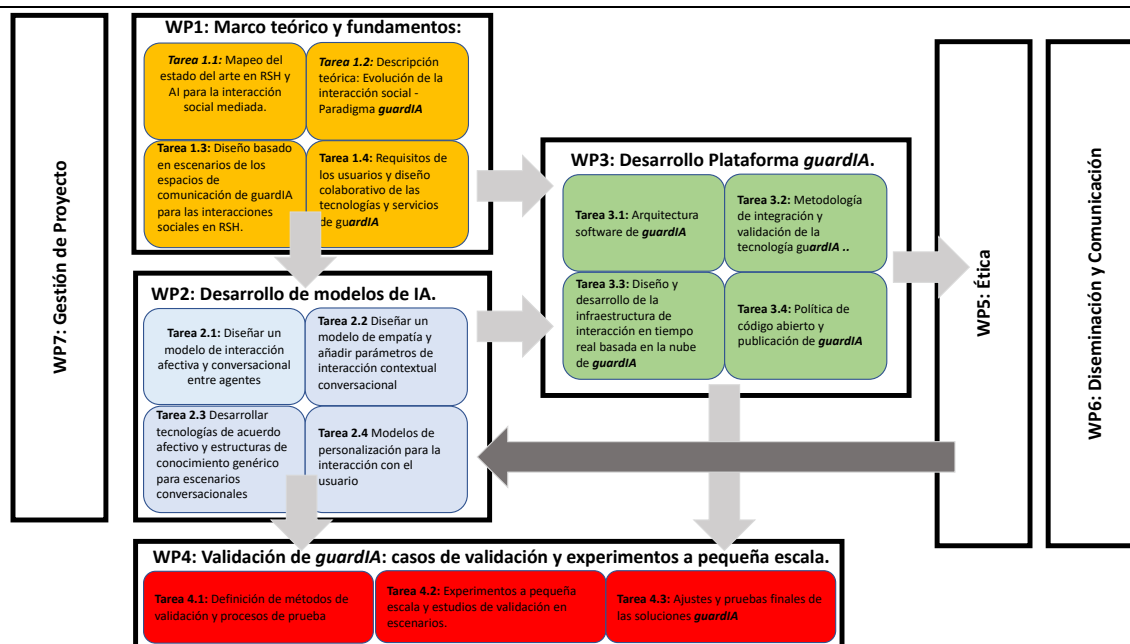 WP7: Gestión de Proyecto
WP1: Marco teórico y fundamentos:
Tarea 1.1: Mapeo del
estado del arte en RSH y
AI para la interacción
social mediada.
Tarea 1.2: Descripción
teórica: Evolución de la
interacción social -
Paradigma guardIA
Tarea 1.3: Diseño basado
en escenarios de los
espacios de
comunicación de guardIA
para las interacciones
sociales en RSH.
Tarea 1.4: Requisitos de
los usuarios y diseño
colaborativo de las
tecnologías y servicios
de guardIA
WP2: Desarrollo de modelos de IA.
Tarea 2.1: Diseñar un
modelo de interacción
afectiva y conversacional
entre agentes
Tarea 2.2 Diseñar un
modelo de empatía y
añadir parámetros de
interacción contextual
conversacional
Tarea 2.3 Desarrollar
tecnologías de acuerdo
afectivo y estructuras de
conocimiento genérico
para escenarios
conversacionales
Tarea 2.4 Modelos de
personalización para la
interacción con el
usuario
WP3: Desarrollo Plataforma guardIA.
Tarea 3.1: Arquitectura
software de guardIA
Tarea 3.2: Metodología
de integración y
validación de la
tecnología guardIA ..
Tarea 3.3: Diseño y
desarrollo de la
infraestructura de
interacción en tiempo
real basada en la nube
de guardIA
Tarea 3.4: Política de
código abierto y
publicación de guardIA
WP5: Ética
WP6: Diseminación y Comunicación
WP4: Validación de guardIA: casos de validación y experimentos a pequeña escala.
Tarea 4.1: Definición de métodos de
validación y procesos de prueba
Tarea 4.2: Experimentos a pequeña
escala y estudios de validación en
escenarios.
Tarea 4.3: Ajustes y pruebas finales de
las soluciones guardIA